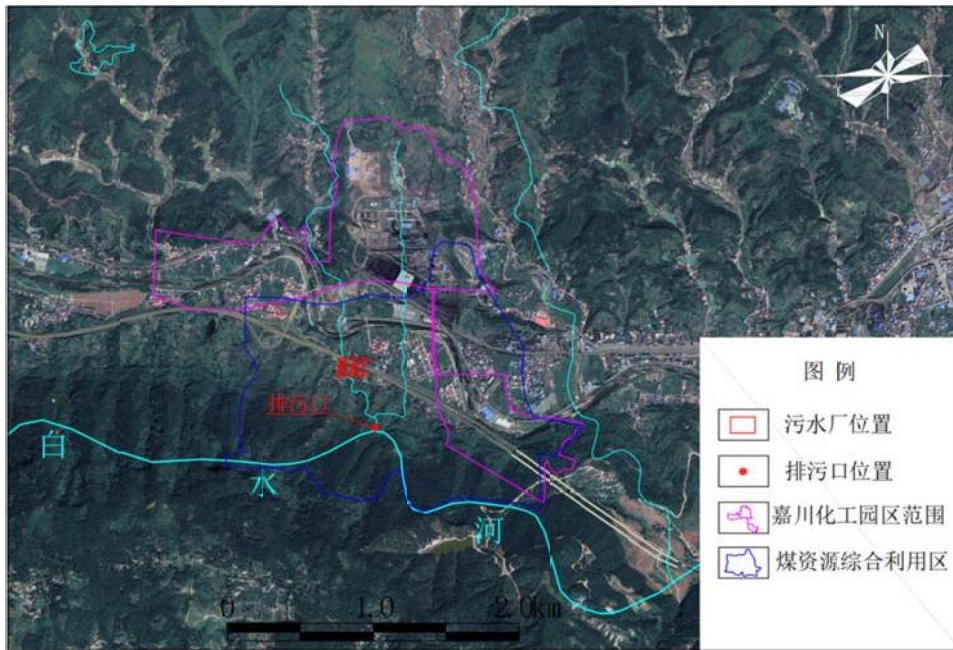 N
排污口
白
水
河
0 1.0 2.0km
图 例
污水厂位置
排污口位置
嘉川化工园区范围
煤资源综合利用区